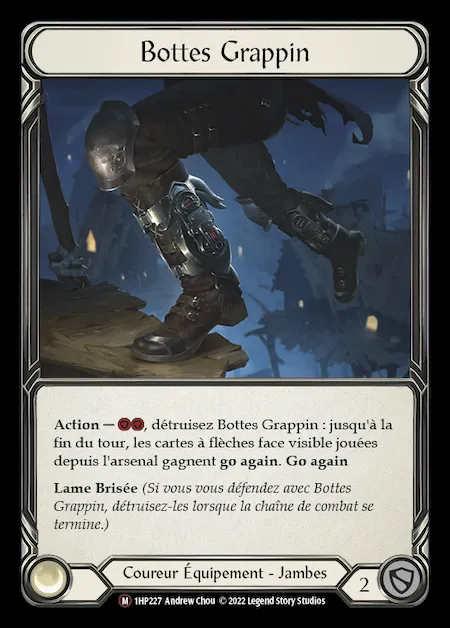 Bottes Grappin
Action — , détruisez Bottes Grappin : jusqu'à la
fin du tour, les cartes à flèches face visible jouées
depuis l'arsenal gagnent go again. Go again
Lame Brisée (Si vous vous défendez avec Bottes
Grappin, détruisez-les lorsque la chaîne de combat se
termine.)
Coureur Équipement - Jambes
2
M 1HP227 Andrew Chou © 2022 Legend Story Studios